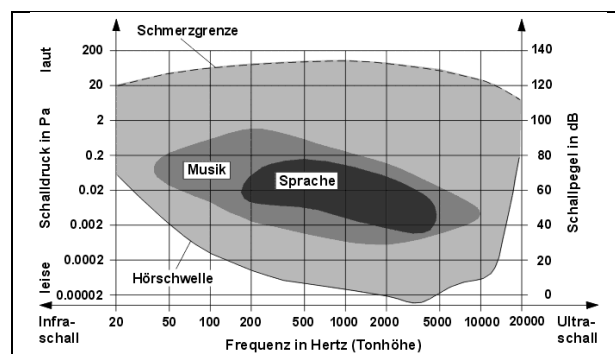 Schmerzgrenze
laut
200
20
2
0.2
0.02
0.002
0.0002
0.00002
leise
Schalldruck in Pa
140
120
100
80
60
40
20
0
Schallpegel in dB
Musik
Sprache
Hörschwelle
Infra-
schall
20 50 100 200 500 1000 2000 5000 10000 20000
Ultra-
schall
Frequenz in Hertz (Tonhöhe)